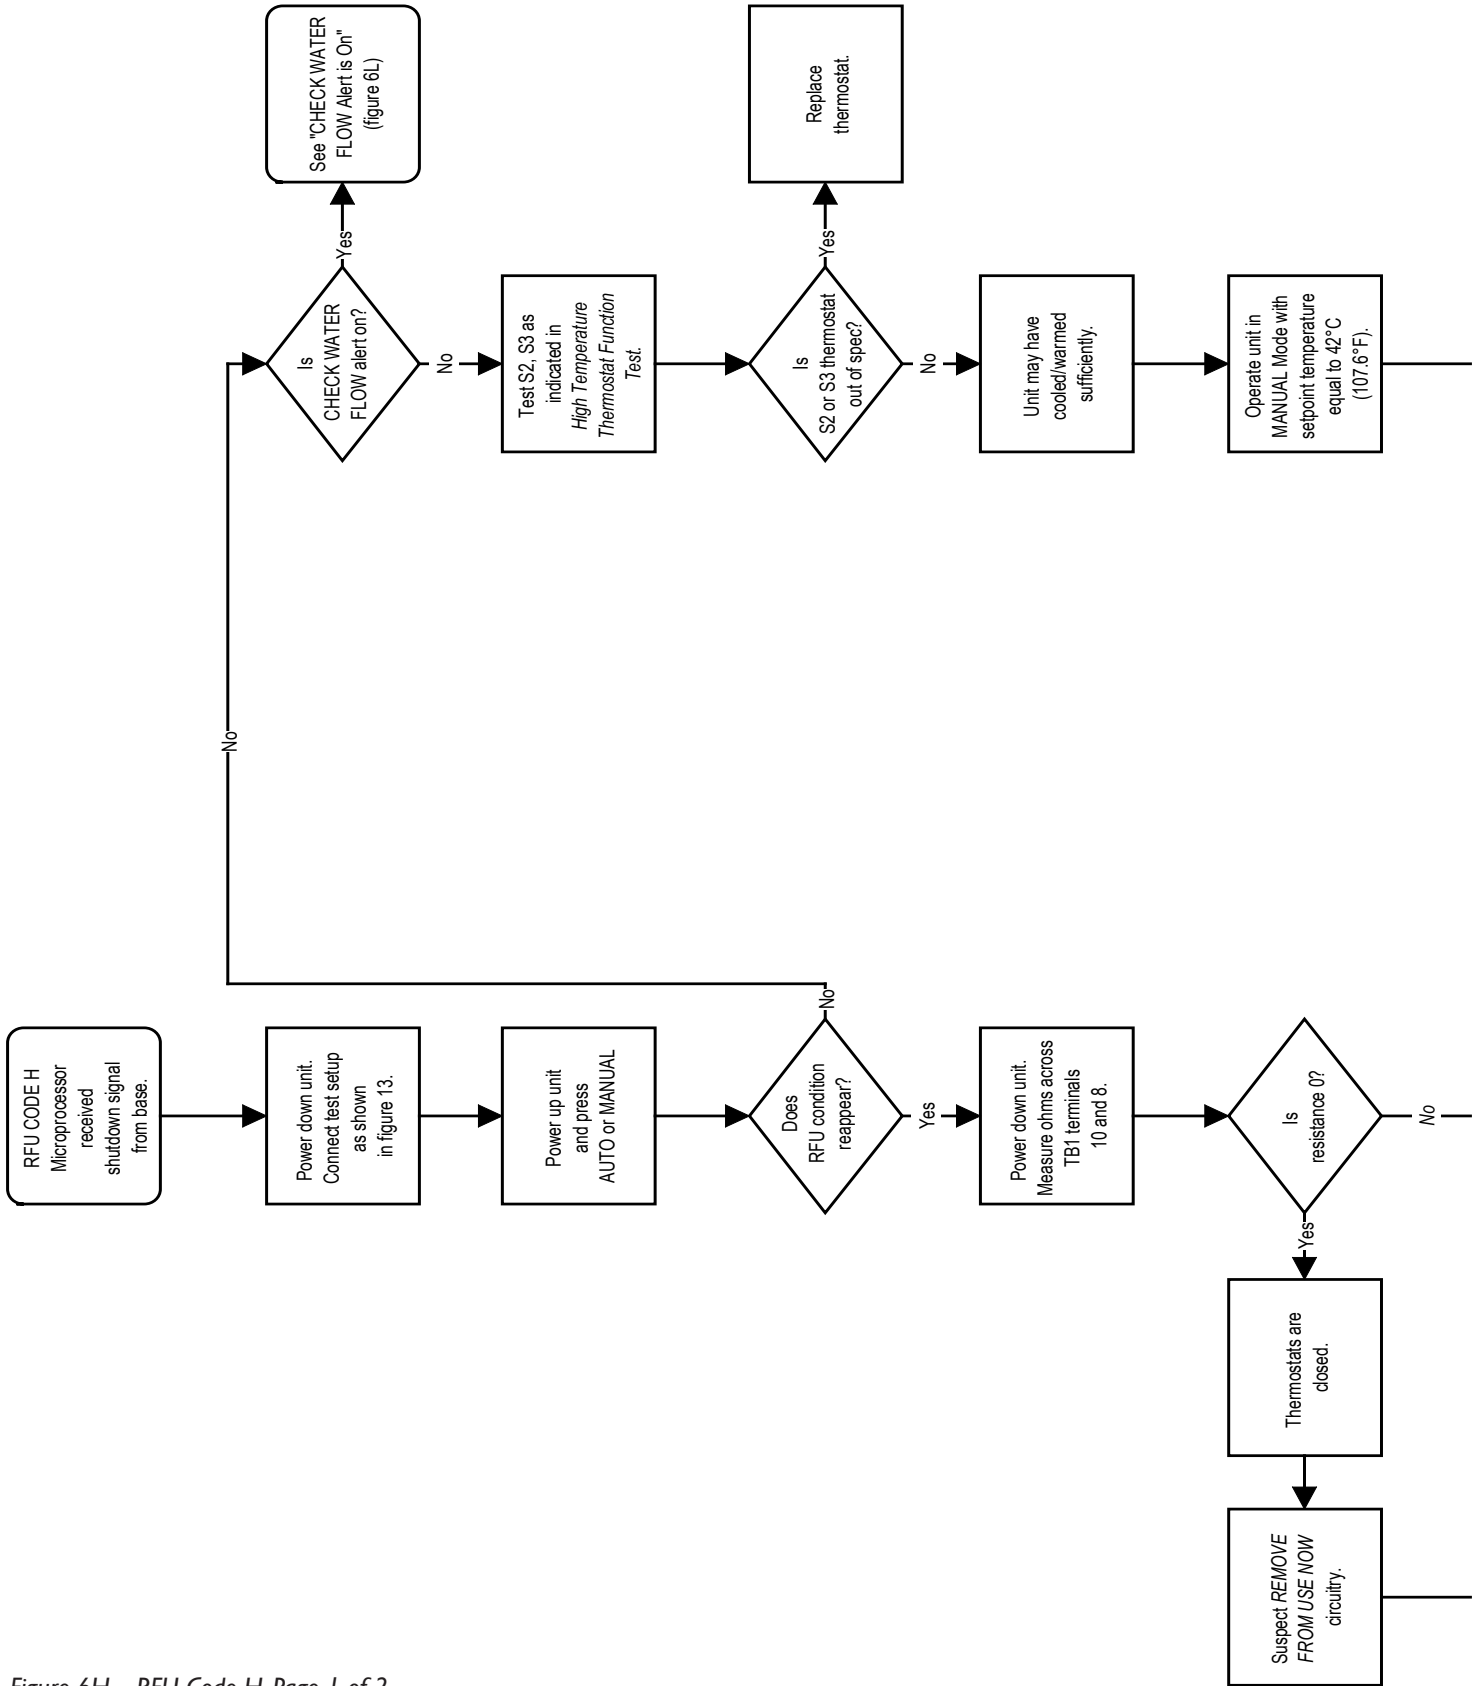 RFU CODE H
Microprocessor
received
shutdown signal
from base.
Power down unit.
Connect test setup
as shown
in figure 13.
Power up unit
and press
AUTO or MANUAL
Does
RFU condition
reappear?
No
No
Yes
Power down unit.
Measure ohms across
TB1 terminals
10 and 8.
Is
resistance 0?
No
Yes
Thermostats are
closed.
Suspect REMOVE
FROM USE NOW
circuitry.
Is
CHECK WATER
FLOW alert on?
Yes
See "CHECK WATER
FLOW Alert is On"
(figure 6L)
No
Test S2, S3 as
indicated in
High Temperature
Thermostat Function
Test.
Is
S2 or S3 thermostat
out of spec?
Yes
Replace
thermostat.
No
Unit may have
cooled/warmed
sufficiently.
Operate unit in
MANUAL Mode with
setpoint temperature
equal to 42°C
(107.6°F).